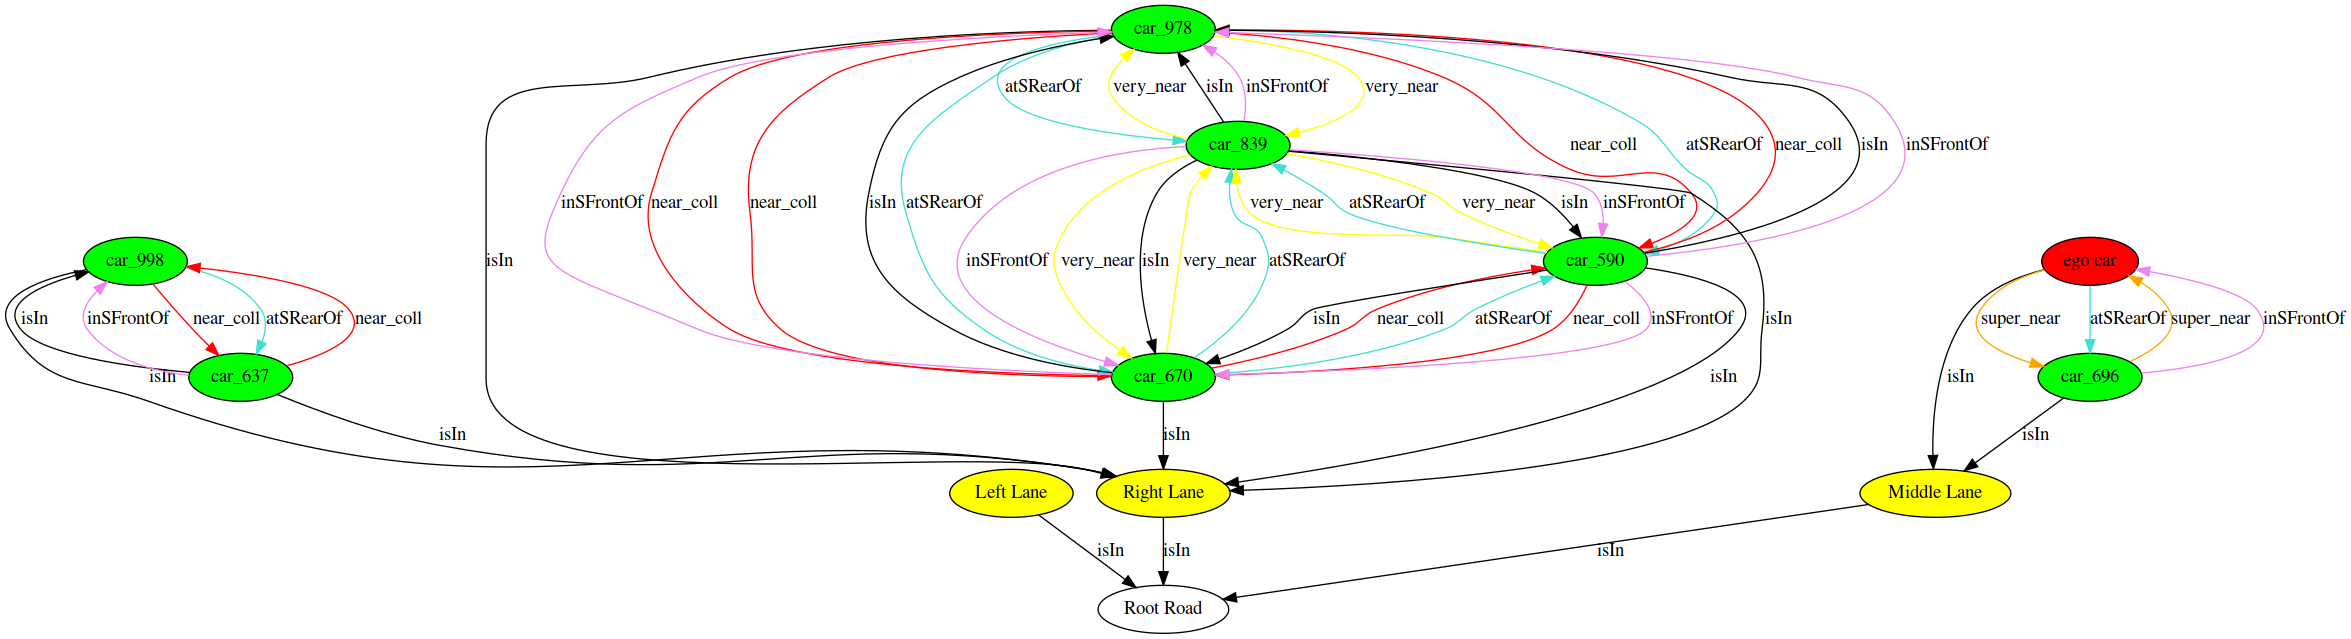 car_978
atSRearOf
very_near
isIn
inSFrontOf
very_near
car_839
near_coll
atSRearOf
near_coll
isIn
inSFrontOf
inSFrontOf
near_coll
near_coll
isIn
atSRearOf
very_near
atSRearOf
very_near
isIn
inSFrontOf
car_998
isIn
inSFrontOf
very_near
isIn
very_near
atSRearOf
car_590
ego car
isIn
inSFrontOf
near_coll
atSRearOf
near_coll
isIn
near_coll
atSRearOf
near_coll
inSFrontOf
isIn
super_near
atSRearOf
super_near
inSFrontOf
isIn
car_637
car_670
isIn
isIn
car_696
isIn
isIn
isIn
Left Lane
Right Lane
Middle Lane
isIn
isIn
isIn
Root Road